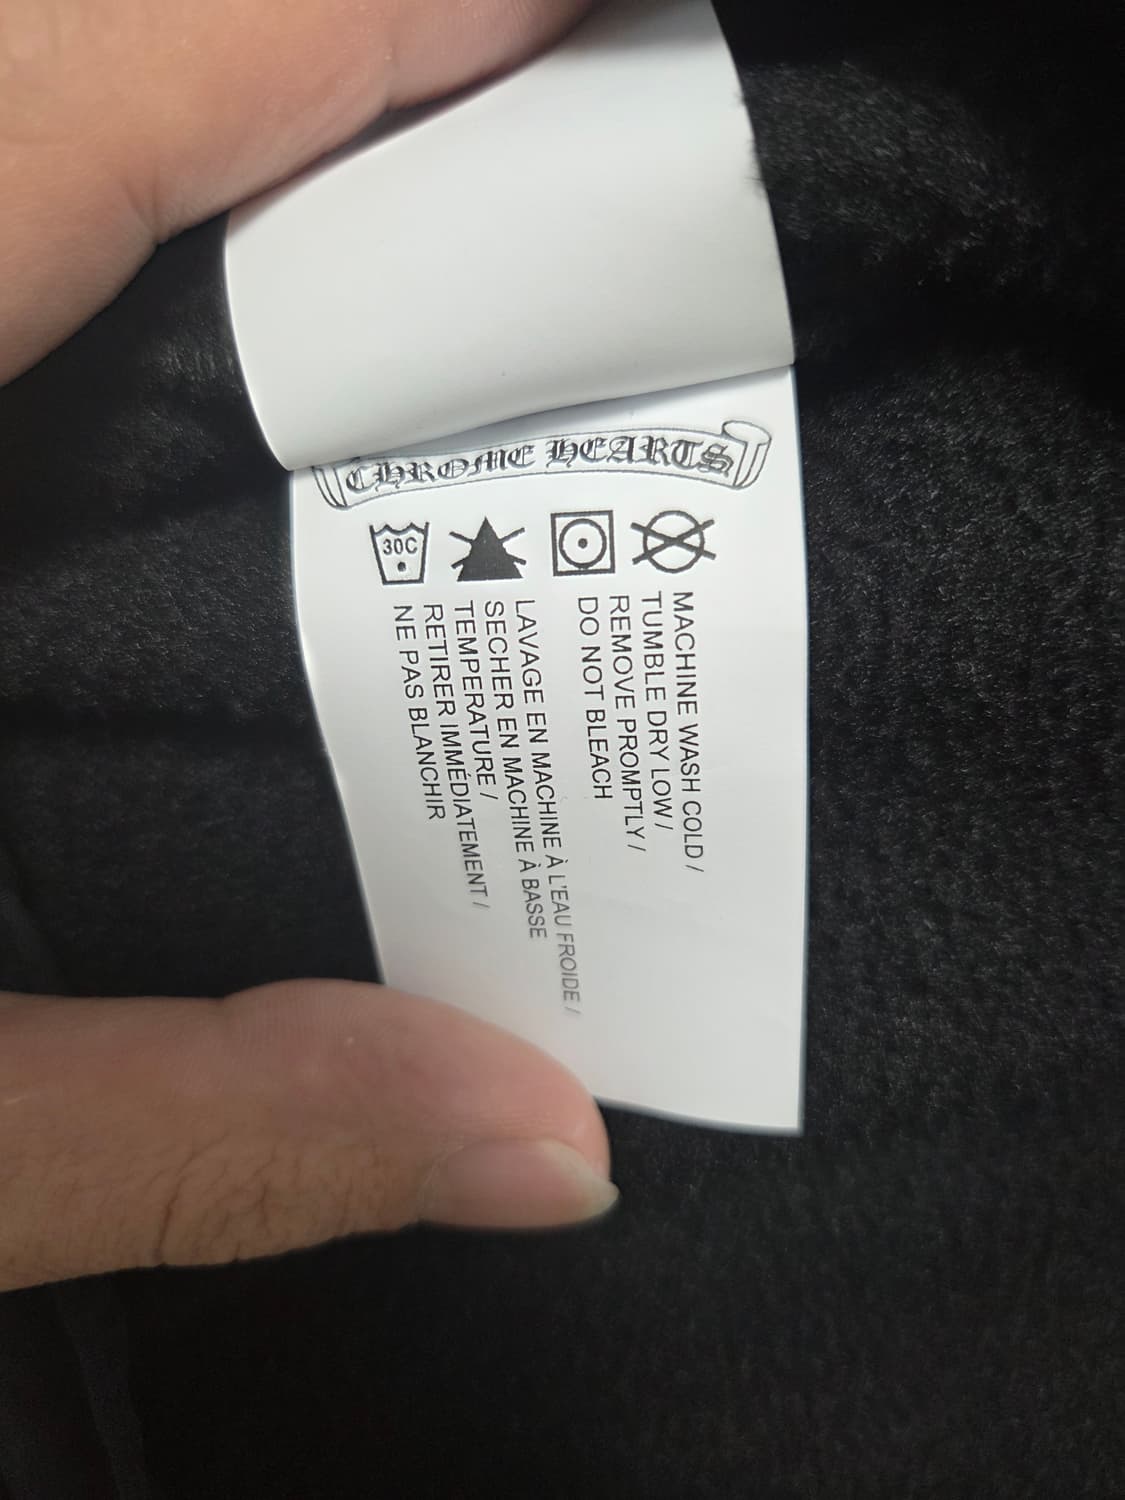 CHROME HEARTS
30C
MACHINE WASH COLD /
TUMBLE DRY LOW /
REMOVE PROMPTLY /
DO NOT BLEACH
LAVAGE EN MACHINE À L'EAU FROIDE /
SECHER EN MACHINE À BASSE
TEMPERATURE /
RETIRER IMMÉDIATEMENT /
NE PAS BLANCHIR